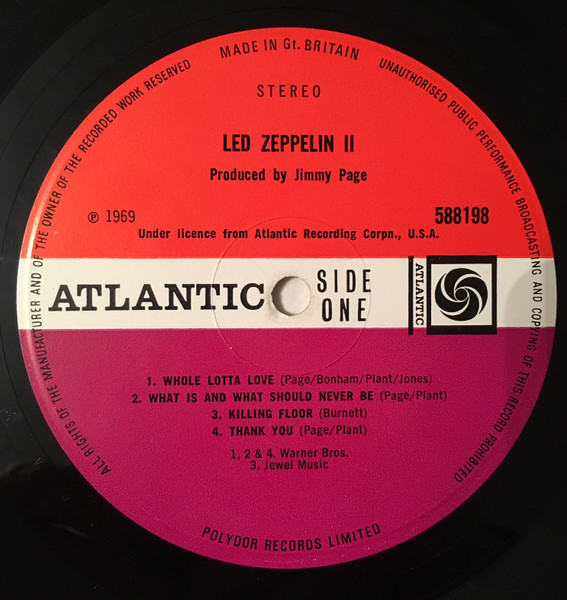 MADE IN Gt. BRITAIN
ALL RIGHTS OF THE MANUFACTURER AND OF THE OWNER OF THE RECORDED WORK RESERVED
UNAUTHORISED PUBLIC PERFORMANCE BROADCASTING AND COPYING OF THIS RECORD PROHIBITED
STEREO
LED ZEPPELIN II
Produced by Jimmy Page
℗ 1969
588198
Under licence from Atlantic Recording Corpn., U.S.A.
ATLANTIC
SIDE
ONE
ATLANTIC
1. WHOLE LOTTA LOVE (Page/Bonham/Plant/Jones)
2. WHAT IS AND WHAT SHOULD NEVER BE (Page/Plant)
3. KILLING FLOOR (Burnett)
4. THANK YOU (Page/Plant)
1, 2 & 4. Warner Bros.
3. Jewel Music
POLYDOR RECORDS LIMITED